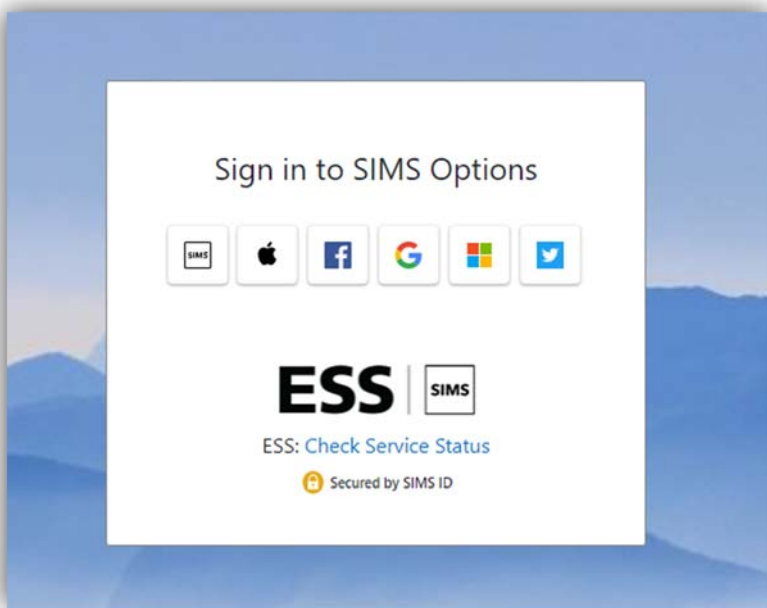 Sign in to SIMS Options
SIMS
ESS SIMS
ESS: Check Service Status
Secured by SIMS ID